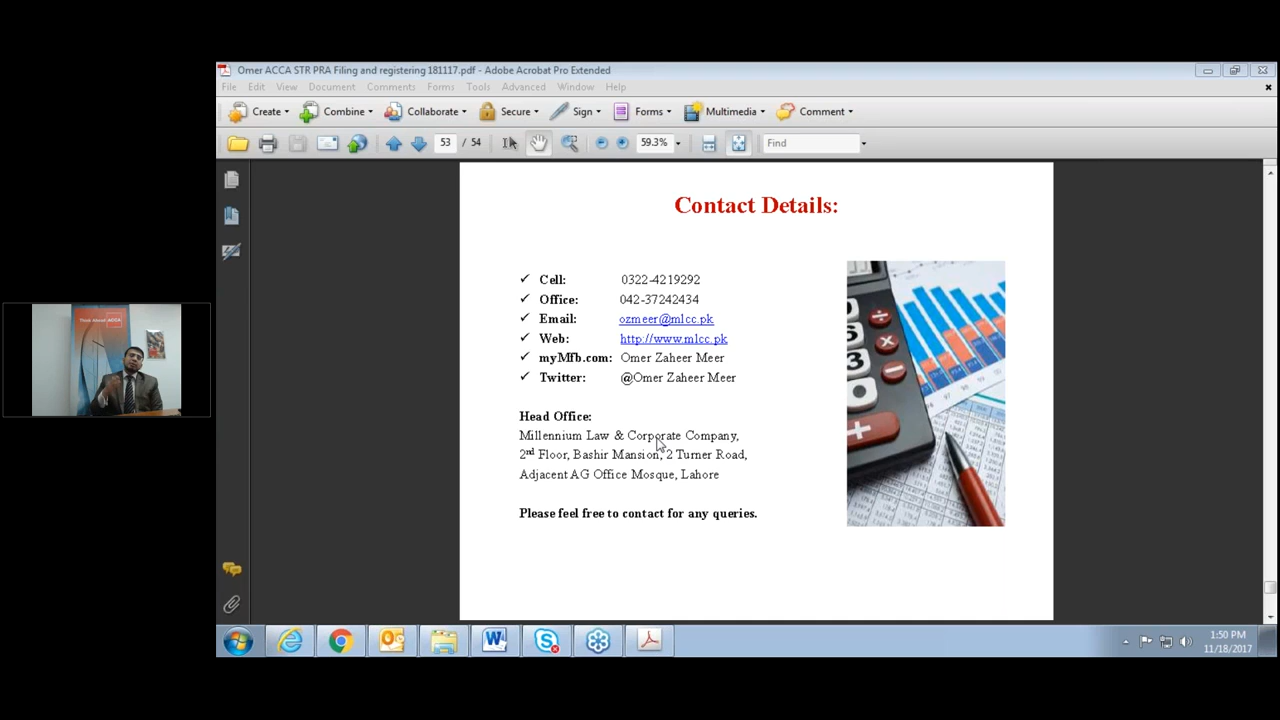 Omer ACCA STR PRA Filing and registering 181117.pdf - Adobe Acrobat Pro Extended
File Edit View Document Comments Forms Tools Advanced Window Help
Create Combine Collaborate Secure Sign Forms Multimedia Comment
53 / 54 59.3% Find
Contact Details:
✓ Cell: 0322-4219292
✓ Office: 042-37242434
✓ Email: ozmeer@mlcc.pk
✓ Web: http://www.mlcc.pk
✓ myMfb.com: Omer Zaheer Meer
✓ Twitter: @Omer Zaheer Meer
Head Office:
Millennium Law & Corporate Company,
2nd Floor, Bashir Mansion, 2 Turner Road,
Adjacent AG Office Mosque, Lahore
Please feel free to contact for any queries.
Think Ahead ACCA
1:50 PM
11/18/2017